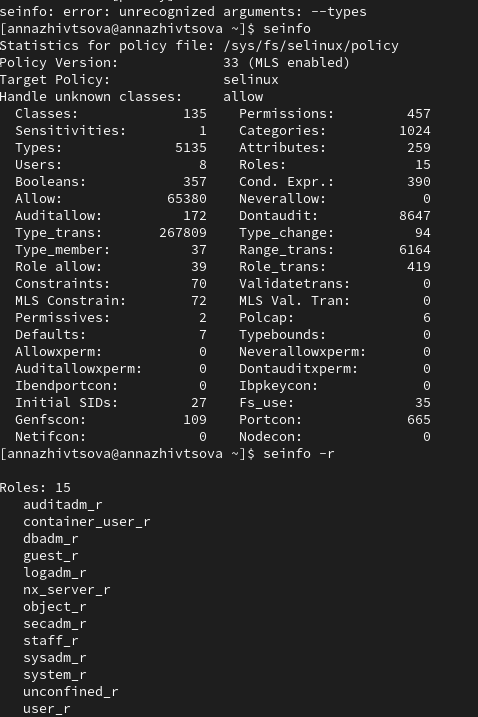 seinfo: error: unrecognized arguments: --types
[annazhivtsova@annazhivtsova ~]$ seinfo
Statistics for policy file: /sys/fs/selinux/policy
Policy Version:             33 (MLS enabled)
Target Policy:              selinux
Handle unknown classes:     allow
  Classes:             135    Permissions:         457
  Sensitivities:         1    Categories:         1024
  Types:              5135    Attributes:          259
  Users:                 8    Roles:                15
  Booleans:            357    Cond. Expr.:         390
  Allow:             65380    Neverallow:            0
  Auditallow:          172    Dontaudit:          8647
  Type_trans:       267809    Type_change:          94
  Type_member:          37    Range_trans:        6164
  Role allow:           39    Role_trans:          419
  Constraints:          70    Validatetrans:         0
  MLS Constrain:        72    MLS Val. Tran:         0
  Permissives:           2    Polcap:                6
  Defaults:              7    Typebounds:            0
  Allowxperm:            0    Neverallowxperm:       0
  Auditallowxperm:       0    Dontauditxperm:        0
  Ibendportcon:          0    Ibpkeycon:             0
  Initial SIDs:         27    Fs_use:               35
  Genfscon:            109    Portcon:             665
  Netifcon:              0    Nodecon:               0
[annazhivtsova@annazhivtsova ~]$ seinfo -r
Roles: 15
   auditadm_r
   container_user_r
   dbadm_r
   guest_r
   logadm_r
   nx_server_r
   object_r
   secadm_r
   staff_r
   sysadm_r
   system_r
   unconfined_r
   user_r